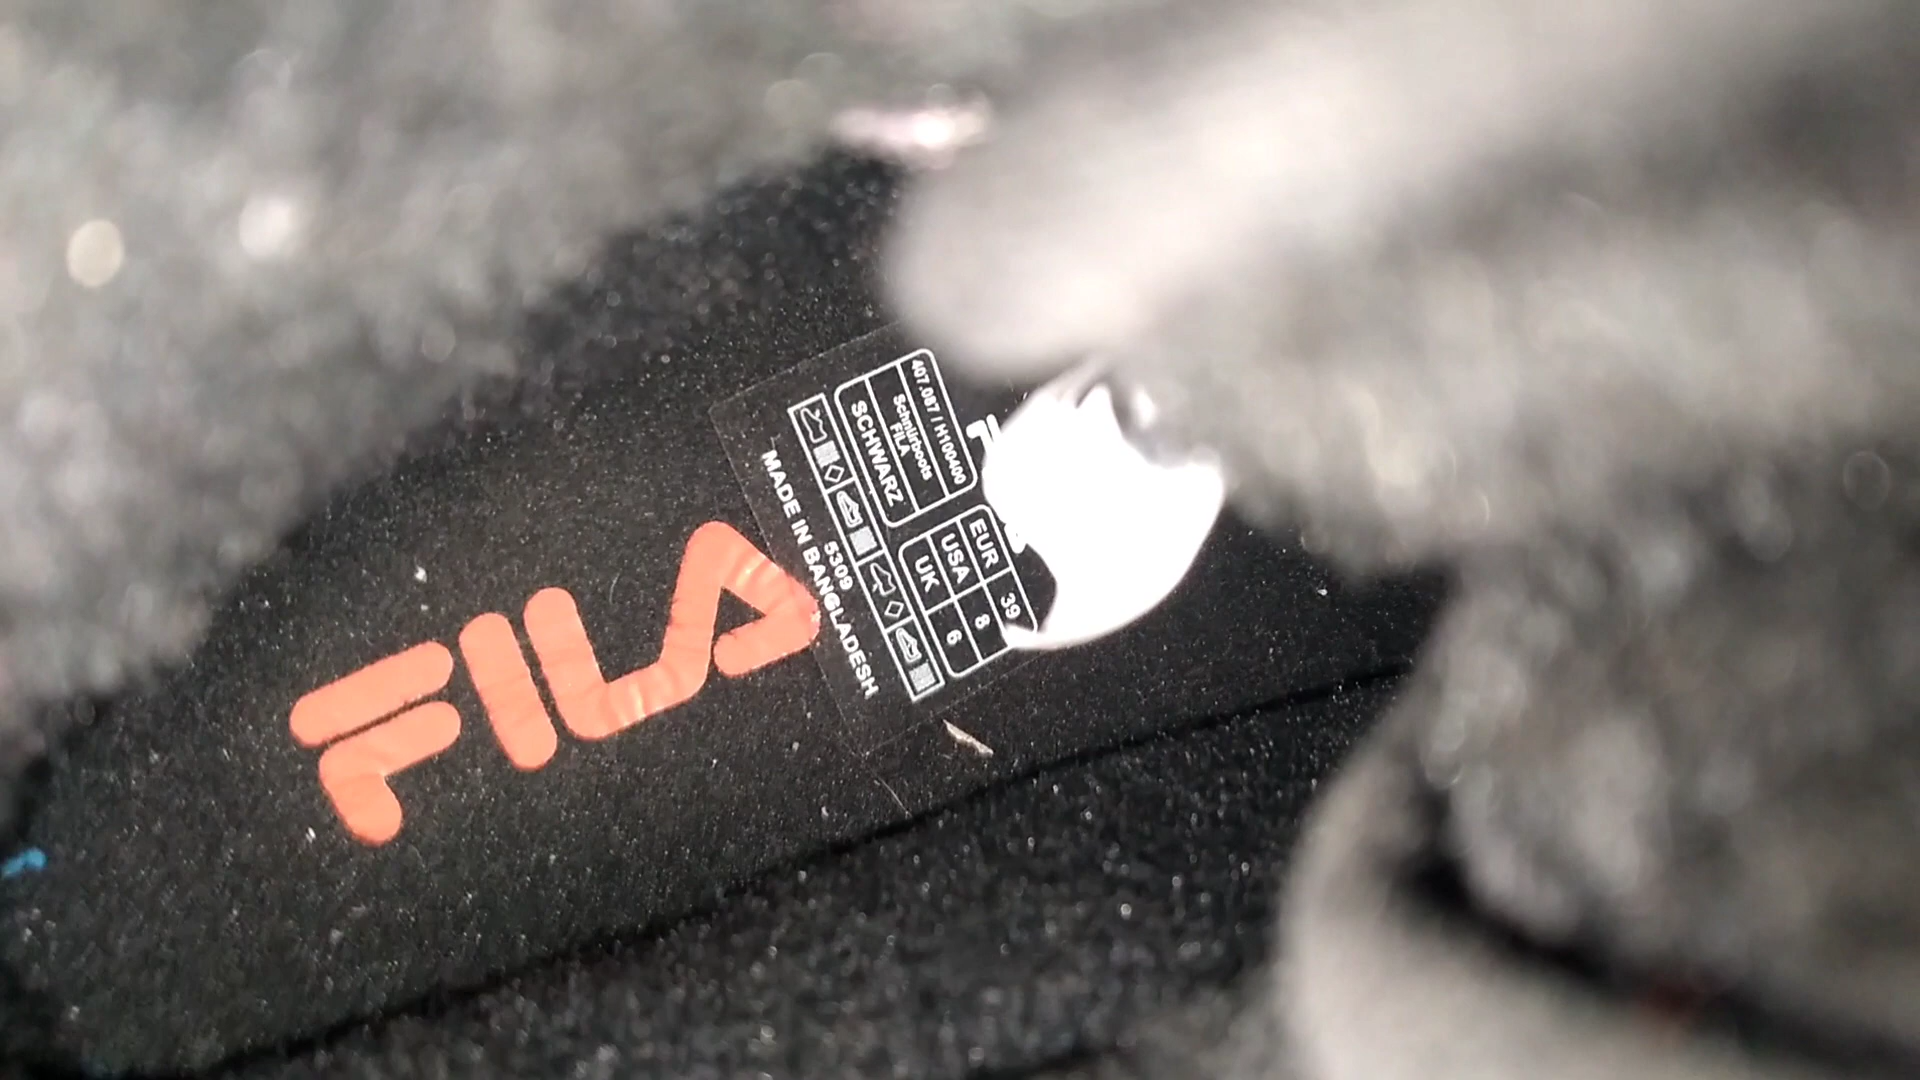 FILA
407.087 / H100400
Schnürboots
FILA
SCHWARZ
EUR 39
USA 8
UK 6
5309
MADE IN BANGLADESH